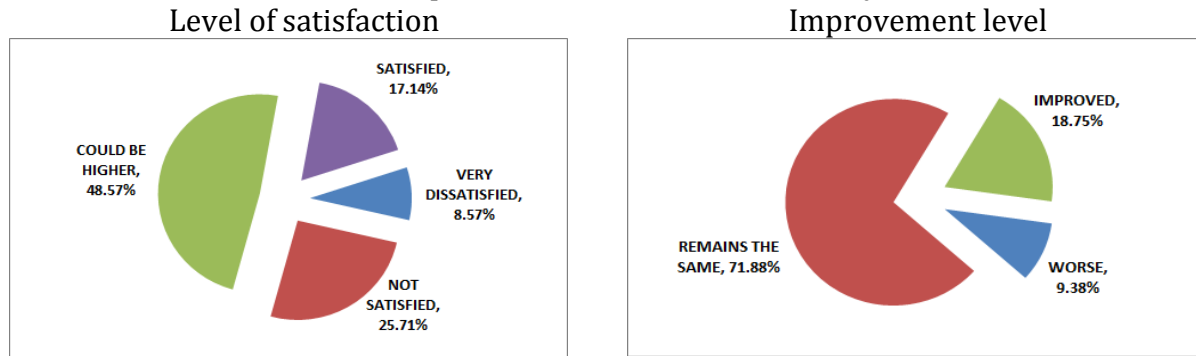 Level of satisfaction
SATISFIED,
17.14%
COULD BE
HIGHER,
48.57%
VERY
DISSATISFIED,
8.57%
NOT
SATISFIED,
25.71%
Improvement level
IMPROVED,
18.75%
REMAINS THE
SAME, 71.88%
WORSE,
9.38%